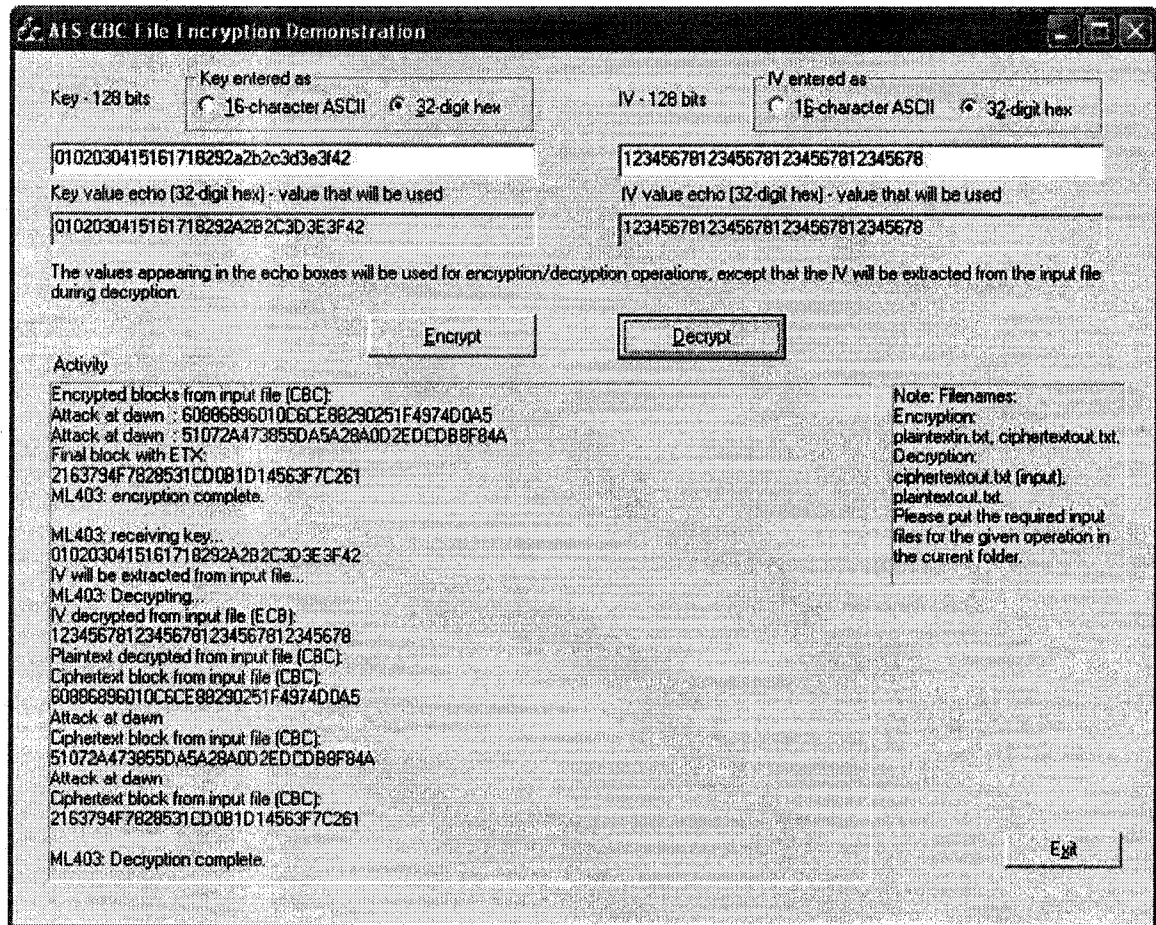 AES-CBC File Encryption Demonstration
Key - 128 bits
Key entered as
16-character ASCII
32-digit hex
IV - 128 bits
IV entered as
16-character ASCII
32-digit hex
0102030415161718292a2b2c3d3e3f42
12345678123456781234567812345678
Key value echo (32-digit hex) - value that will be used
IV value echo (32-digit hex) - value that will be used
0102030415161718292A2B2C3D3E3F42
12345678123456781234567812345678
The values appearing in the echo boxes will be used for encryption/decryption operations, except that the IV will be extracted from the input file
during decryption.
Encrypt
Decrypt
Activity
Encrypted blocks from input file (CBC):
Attack at dawn : 60886896010C6CE88290251F4974D0A5
Attack at dawn : 51072A473855DA5A28A0D2EDCDB8F84A
Final block with ETX:
2163794F7828531CD0B1D14563F7C261
ML403: encryption complete.
ML403: receiving key...
0102030415161718292A2B2C3D3E3F42
IV will be extracted from input file...
ML403: Decrypting...
IV decrypted from input file (ECB):
12345678123456781234567812345678
Plaintext decrypted from input file (CBC):
Ciphertext block from input file (CBC):
60886896010C6CE88290251F4974D0A5
Attack at dawn
Ciphertext block from input file (CBC):
51072A473855DA5A28A0D2EDCDB8F84A
Attack at dawn
Ciphertext block from input file (CBC):
2163794F7828531CD0B1D14563F7C261
ML403: Decryption complete.
Note: Filenames:
Encryption:
plaintextin.txt, ciphertextout.txt.
Decryption:
ciphertextout.txt (input),
plaintextout.txt.
Please put the required input
files for the given operation in
the current folder.
Exit